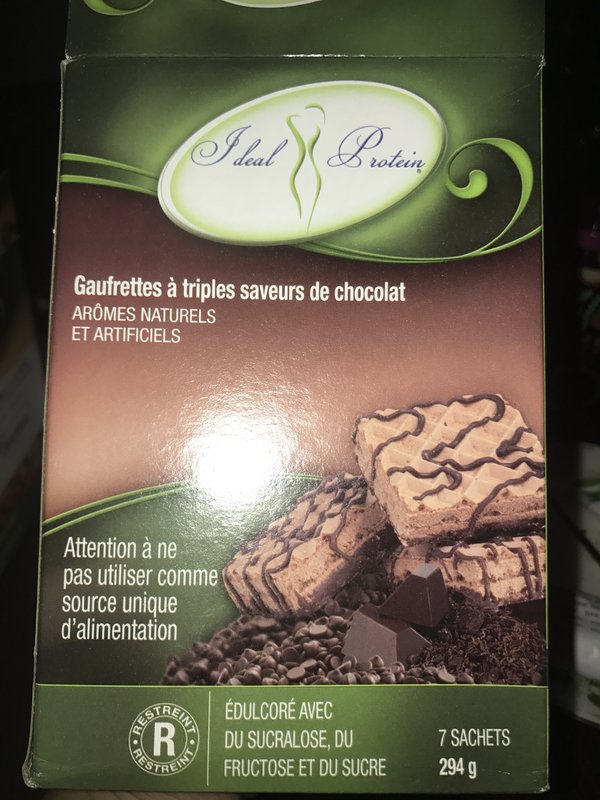 Ideal Protein®
Gaufrettes à triples saveurs de chocolat
ARÔMES NATURELS
ET ARTIFICIELS
Attention à ne
pas utiliser comme
source unique
d'alimentation
RESTREINT
R
RESTREINT
ÉDULCORÉ AVEC
DU SUCRALOSE, DU
FRUCTOSE ET DU SUCRE
7 SACHETS
294 g